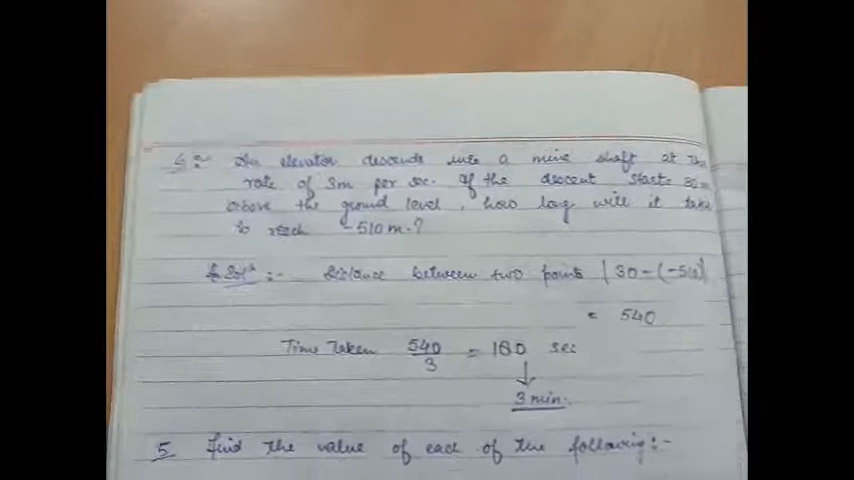 4:~ An elevator descends into a mine shaft at the
rate of 3m per sec. If the descent starts 30m
above the ground level, how long will it take
to reach -510 m.?
Solⁿ :- Distance between two points |30-(-510)|
= 540
Time Taken 540/3 = 180 sec
↓
3 min.
5 Find the value of each of the following:-